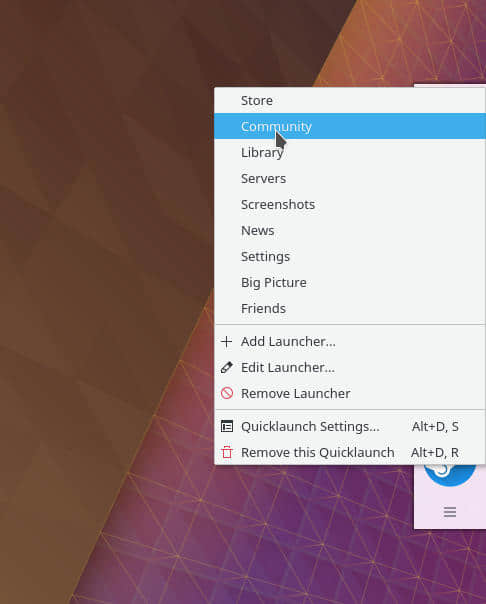 Store
Community
Library
Servers
Screenshots
News
Settings
Big Picture
Friends
Add Launcher...
Edit Launcher...
Remove Launcher
Quicklaunch Settings... Alt+D, S
Remove this Quicklaunch Alt+D, R